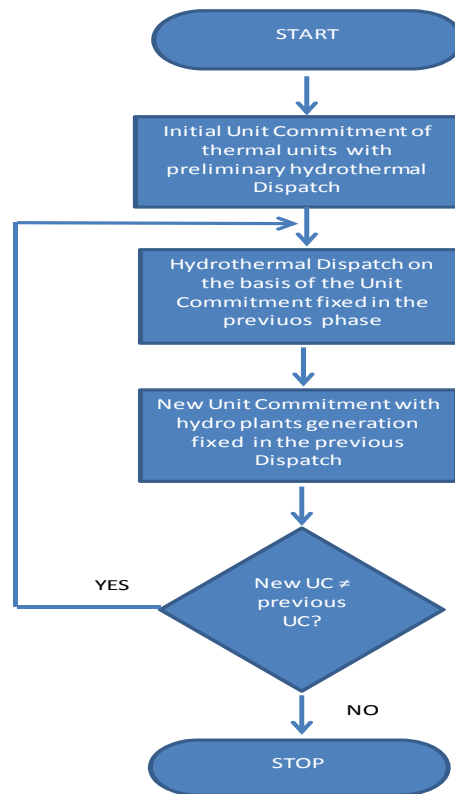 START
Initial Unit Commitment of
thermal units with
preliminary hydrothermal
Dispatch
Hydrothermal Dispatch on
the basis of the Unit
Commitment fixed in the
previuos phase
New Unit Commitment with
hydro plants generation
fixed in the previous
Dispatch
New UC ≠
previous
UC?
YES
NO
STOP